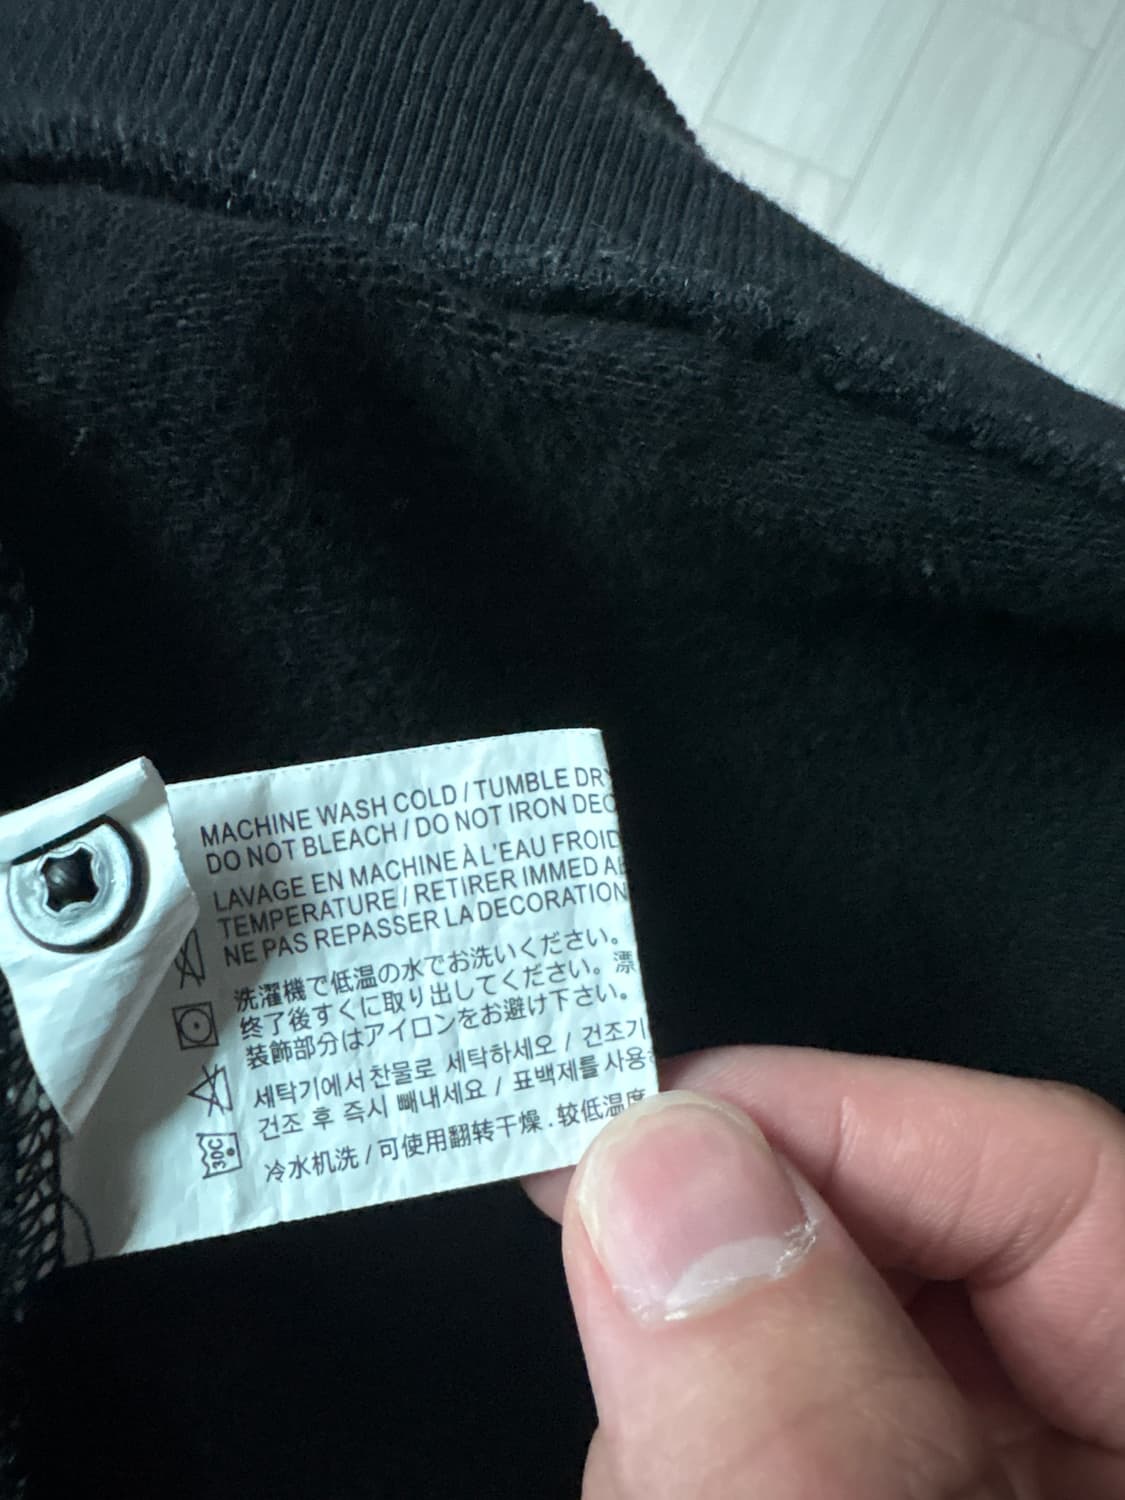 MACHINE WASH COLD / TUMBLE DRY
DO NOT BLEACH / DO NOT IRON DEC
LAVAGE EN MACHINE À L'EAU FROID
TEMPERATURE / RETIRER IMMED
NE PAS REPASSER LA DECORATION
洗濯機で低温の水でお洗いください。
終了後すぐに取り出してください。漂
装飾部分はアイロンをお避け下さい。
세탁기에서 찬물로 세탁하세오 / 건조기
건조 후 즉시 빼내세요 / 표백제를 사용
冷水机洗 / 可使用翻转干燥 . 较低温度
30C